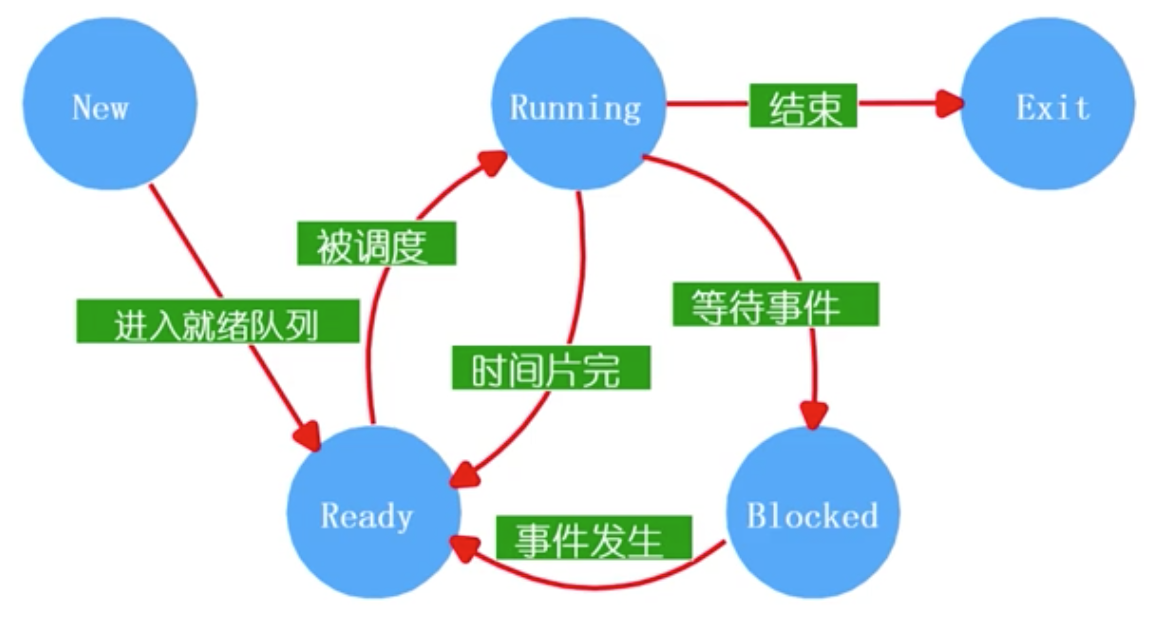 New
Running
结束
Exit
被调度
进入就绪队列
等待事件
时间片完
Ready
事件发生
Blocked